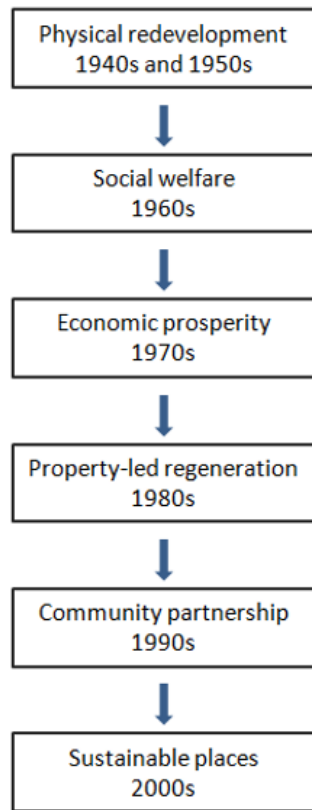 Physical redevelopment
1940s and 1950s
Social welfare
1960s
Economic prosperity
1970s
Property-led regeneration
1980s
Community partnership
1990s
Sustainable places
2000s